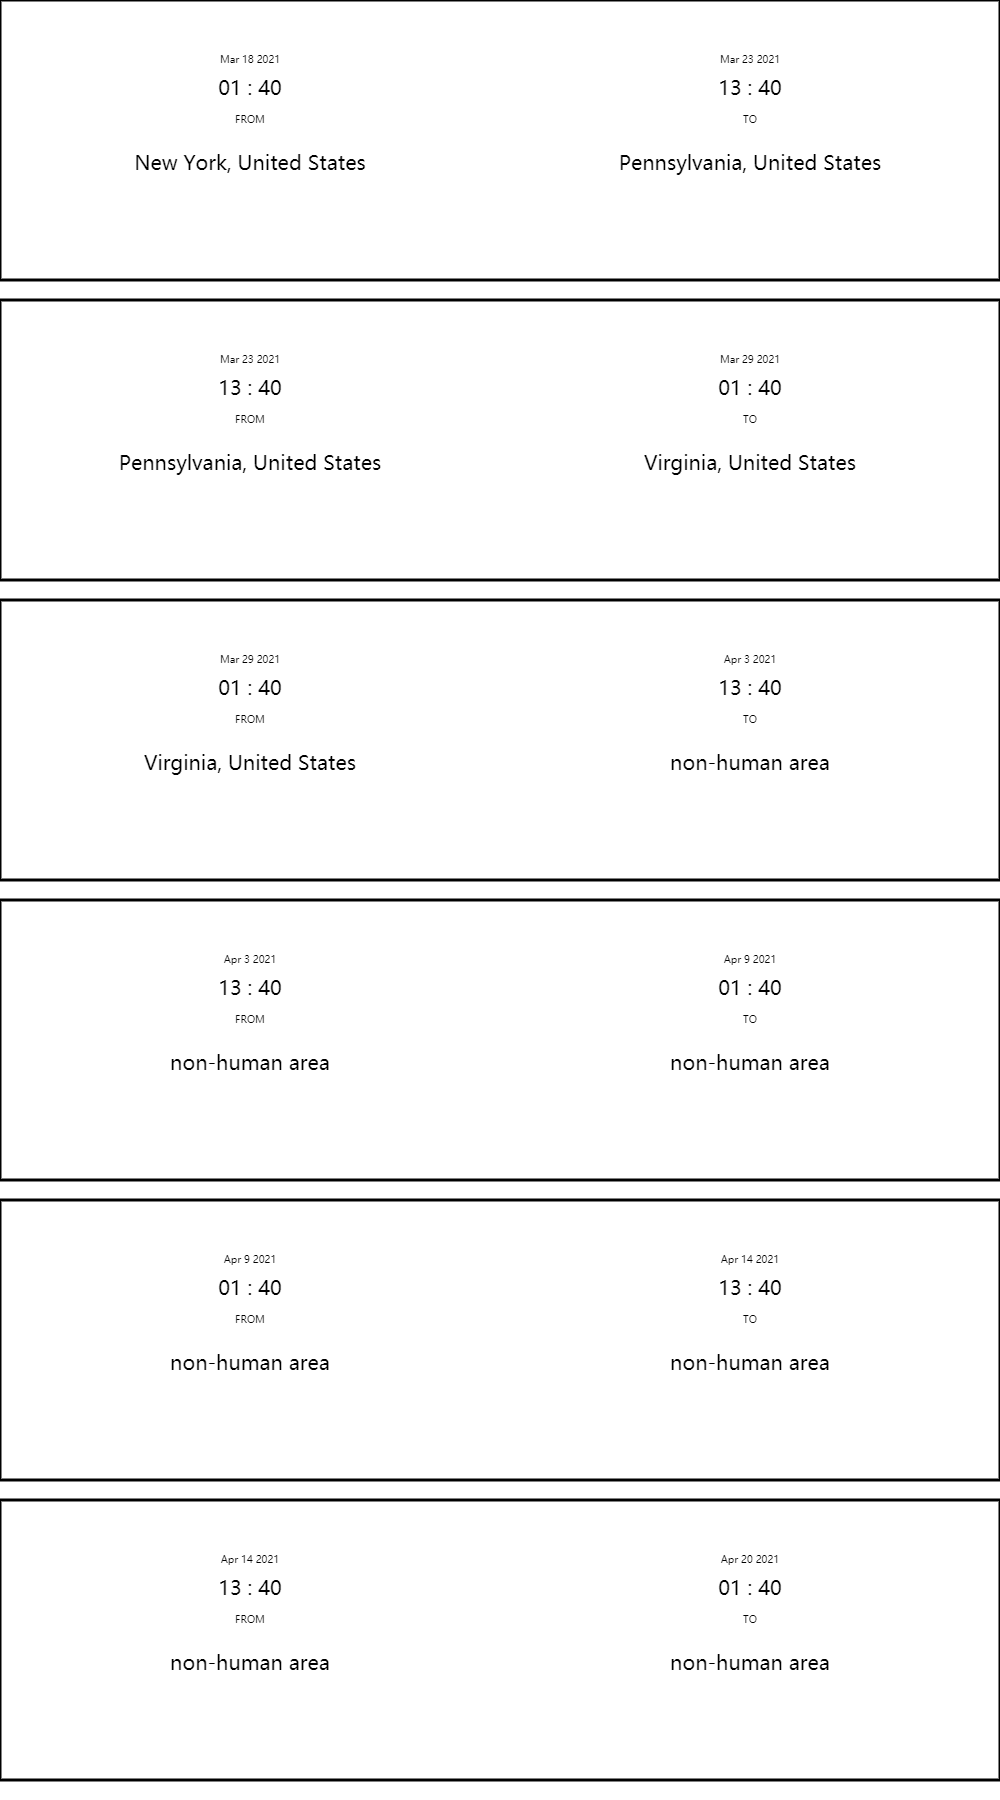 Mar 18 2021
01 : 40
FROM
New York, United States
Mar 23 2021
13 : 40
TO
Pennsylvania, United States
Mar 23 2021
13 : 40
FROM
Pennsylvania, United States
Mar 29 2021
01 : 40
TO
Virginia, United States
Mar 29 2021
01 : 40
FROM
Virginia, United States
Apr 3 2021
13 : 40
TO
non-human area
Apr 3 2021
13 : 40
FROM
non-human area
Apr 9 2021
01 : 40
TO
non-human area
Apr 9 2021
01 : 40
FROM
non-human area
Apr 14 2021
13 : 40
TO
non-human area
Apr 14 2021
13 : 40
FROM
non-human area
Apr 20 2021
01 : 40
TO
non-human area